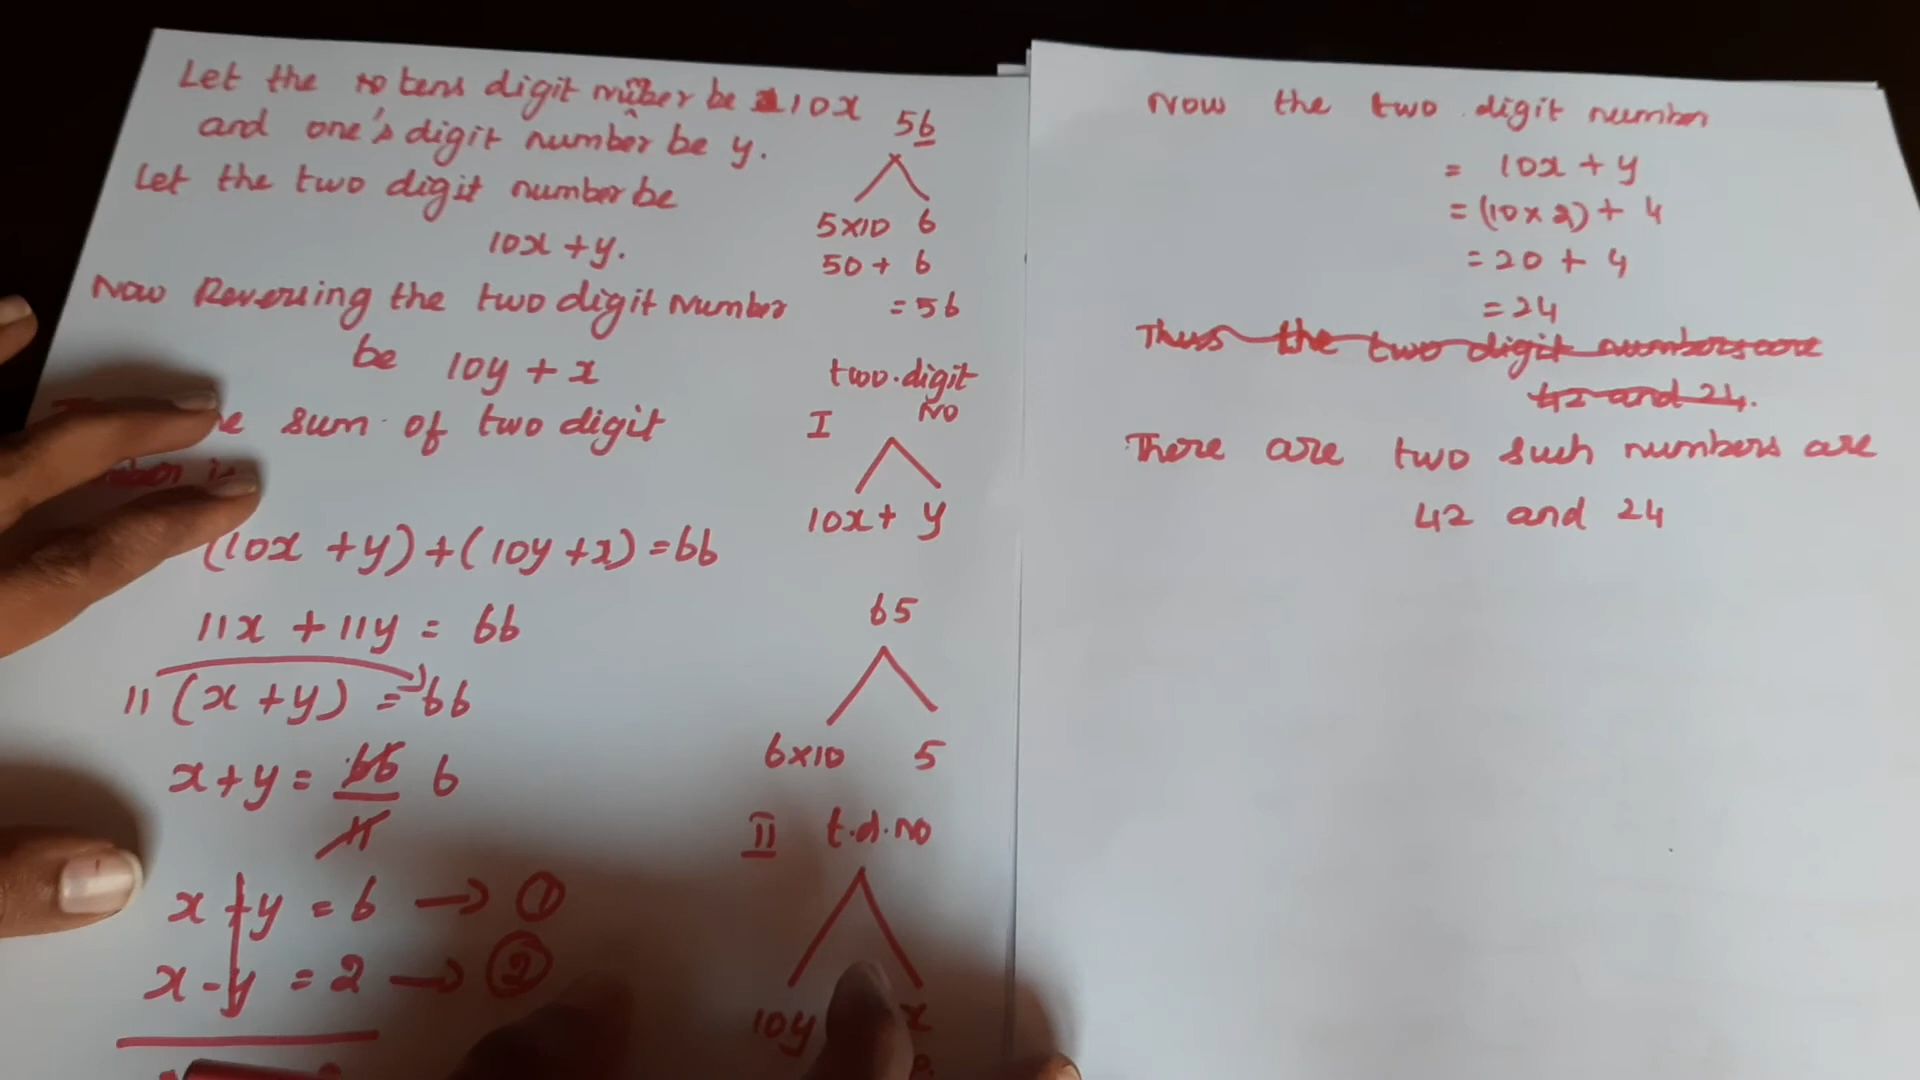 Let the tens digit number be 10x
and one's digit number be y.
Let the two digit number be
10x + y.
Now Reversing the two digit Number
be 10y + x
sum of two digit
(10x + y) + (10y + x) = 66
11x + 11y = 66
11 (x + y) = 66
x + y = 66 6
11
x + y = 6 → ①
x - y = 2 → ②
56
5×10 6
50 + 6
= 56
two.digit
I NO
10x + y
65
6×10 5
II t.d.no
10y x
Now the two digit number
= 10x + y
= (10 × 2) + 4
= 20 + 4
= 24
Thus the two digit numbers are
42 and 24.
There are two such numbers are
42 and 24